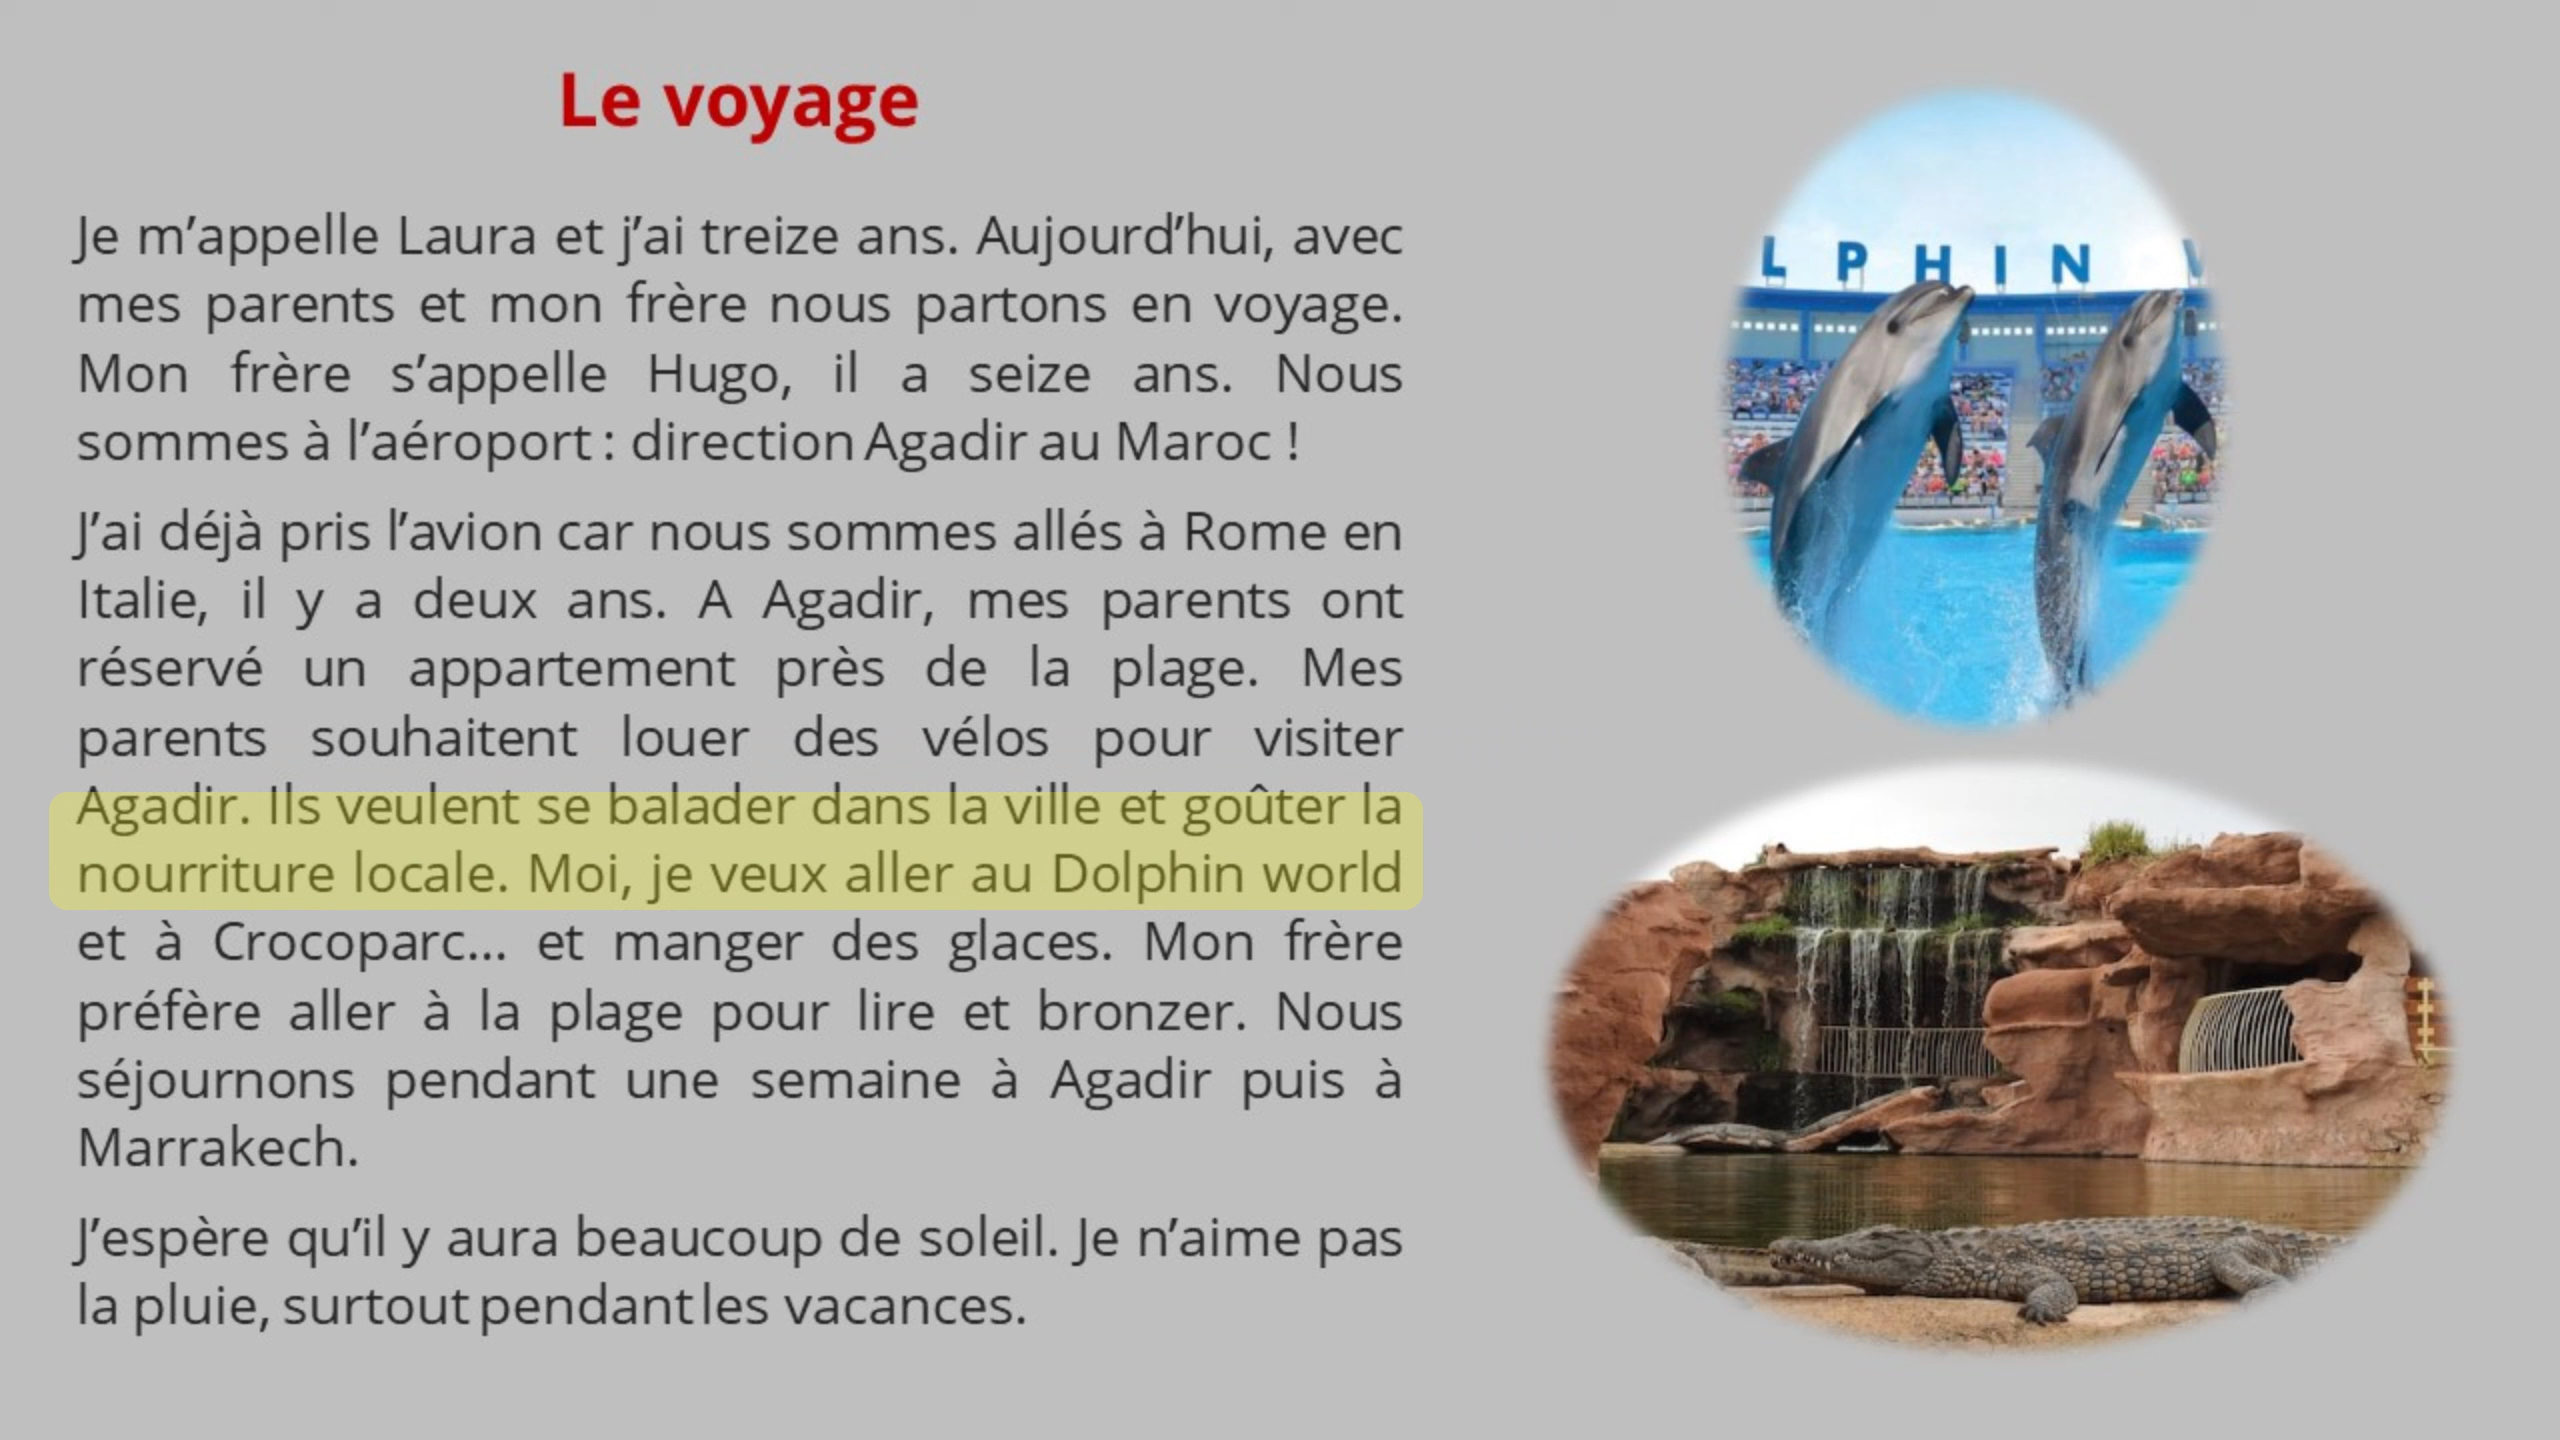 Le voyage
Je m’appelle Laura et j’ai treize ans. Aujourd’hui, avec
mes parents et mon frère nous partons en voyage.
Mon frère s’appelle Hugo, il a seize ans. Nous
sommes à l’aéroport : direction Agadir au Maroc !
J’ai déjà pris l’avion car nous sommes allés à Rome en
Italie, il y a deux ans. A Agadir, mes parents ont
réservé un appartement près de la plage. Mes
parents souhaitent louer des vélos pour visiter
Agadir. Ils veulent se balader dans la ville et goûter la
nourriture locale. Moi, je veux aller au Dolphin world
et à Crocoparc… et manger des glaces. Mon frère
préfère aller à la plage pour lire et bronzer. Nous
séjournons pendant une semaine à Agadir puis à
Marrakech.
J’espère qu’il y aura beaucoup de soleil. Je n’aime pas
la pluie, surtout pendant les vacances.
LPHIN